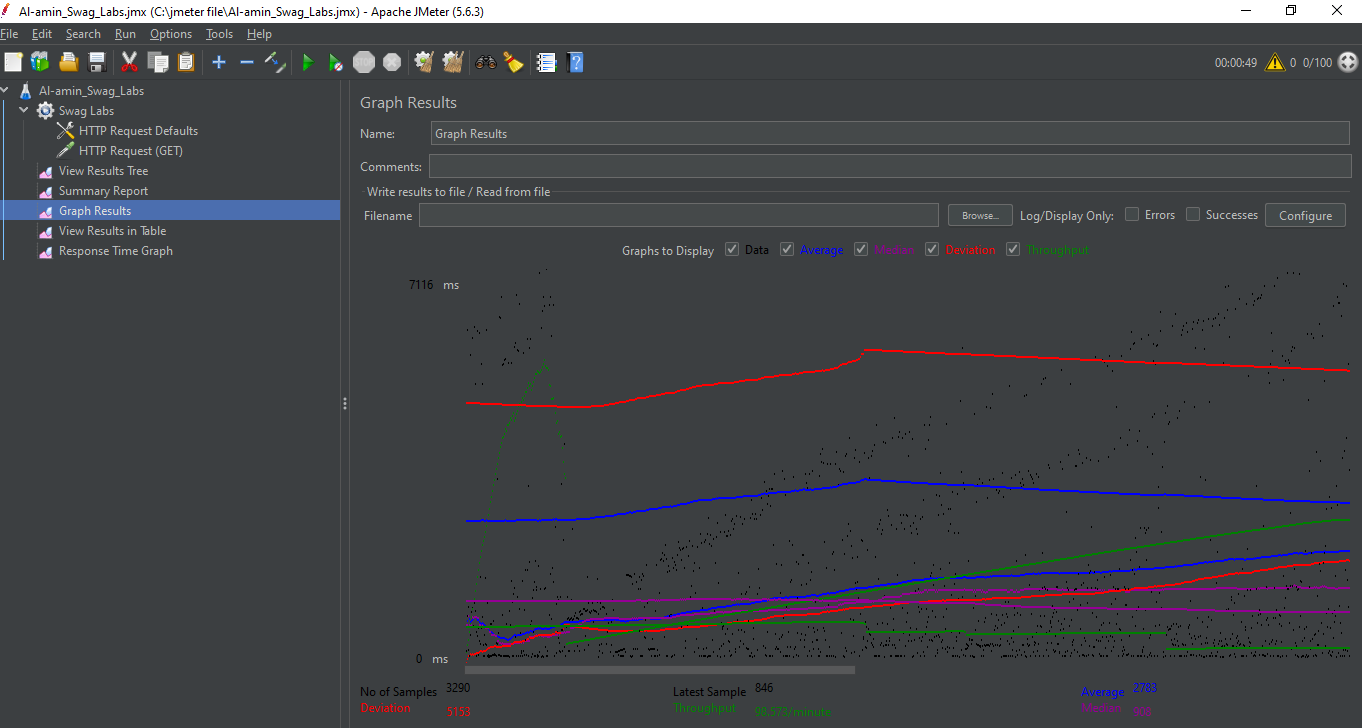 Al-amin_Swag_Labs.jmx (C:\jmeter file\Al-amin_Swag_Labs.jmx) - Apache JMeter (5.6.3)
File Edit Search Run Options Tools Help
STOP
00:00:49 0 0/100
Al-amin_Swag_Labs
Swag Labs
HTTP Request Defaults
HTTP Request (GET)
View Results Tree
Summary Report
Graph Results
View Results in Table
Response Time Graph
Graph Results
Name: Graph Results
Comments:
Write results to file / Read from file
Filename Browse... Log/Display Only: Errors Successes Configure
Graphs to Display Data Average Median Deviation Throughput
7116 ms
0 ms
No of Samples 3290 Latest Sample 846 Average 2783
Deviation 5153 Throughput 98.573/minute Median